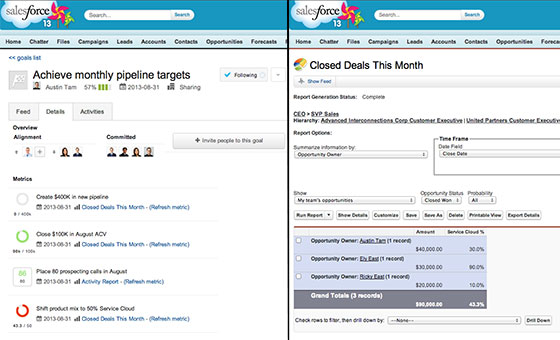 salesforce
13
Search...
Search
Home Chatter Files Campaigns Leads Accounts Contacts Opportunities Forecasts
<< goals list
Achieve monthly pipeline targets
Austin Tam 57% 2013-08-31 Sharing
Following
Feed Details Activities
Overview
Alignment Committed
Invite people to this goal
Metrics
Create $400K in new pipeline
2013-08-31 Closed Deals This Month - (Refresh metric)
0 / 400k
Close $100K in August ACV
2013-08-31 Closed Deals This Month - (Refresh metric)
90k / 100k
86
80
Place 80 prospecting calls in August
2013-08-31 Activity Report - (Refresh metric)
Shift product mix to 50% Service Cloud
2013-08-31 Closed Deals This Month - (Refresh metric)
43.3 / 50
salesforce
13
Search...
Search
Home Chatter Files Campaigns Leads Accounts Contacts Opportunities Forecasts
Closed Deals This Month
Show Feed
Report Generation Status: Complete
CEO > SVP Sales
Hierarchy: Advanced Interconnections Corp Customer Executive | United Partners Customer Executive
Report Options:
Summarize information by:
Opportunity Owner
Time Frame
Date Field:
Close Date
Show
My team's opportunities
Opportunity Status
Closed Won
Probability
All
Run Report Show Details Customize Save Save As Delete Printable View Export Details
Amount Service Cloud %
Opportunity Owner: Austin Tam (1 record)
$40,000.00 30.0%
Opportunity Owner: Ely East (1 record)
$30,000.00 90.0%
Opportunity Owner: Ricky East (1 record)
$20,000.00 10.0%
Grand Totals (3 records)
$90,000.00 43.3%
Check rows to filter, then drill down by: --None-- Drill Down